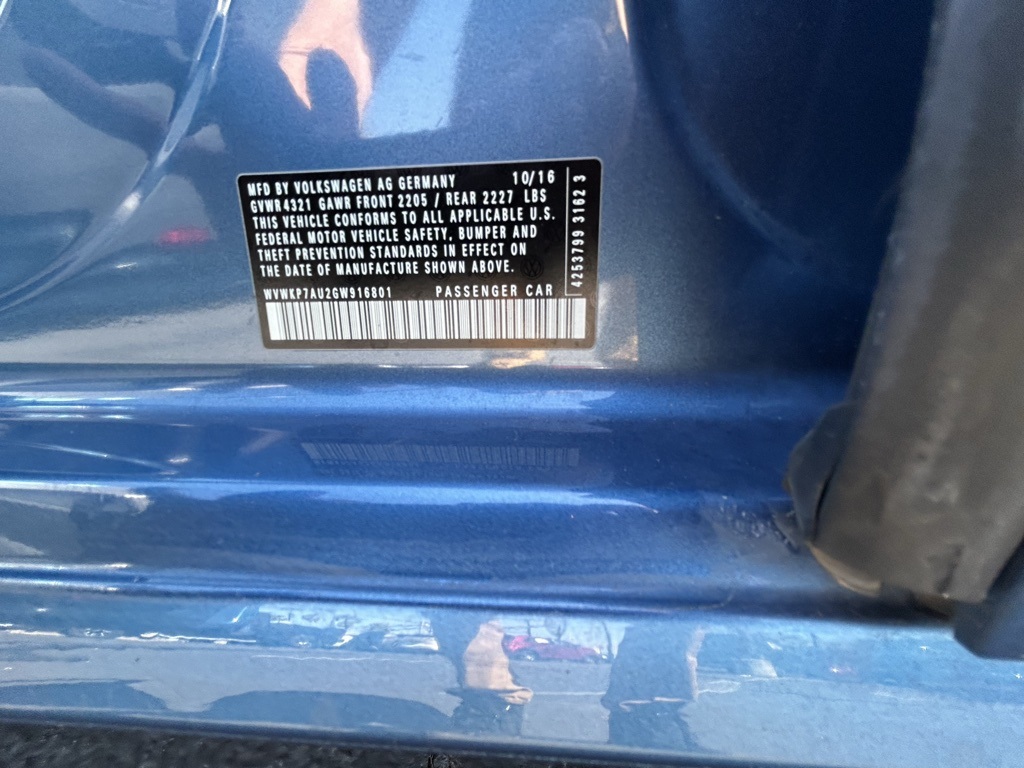 MFD BY VOLKSWAGEN AG GERMANY 10/16
GVWR 4321 GAWR FRONT 2205 / REAR 2227 LBS
THIS VEHICLE CONFORMS TO ALL APPLICABLE U.S.
FEDERAL MOTOR VEHICLE SAFETY, BUMPER AND
THEFT PREVENTION STANDARDS IN EFFECT ON
THE DATE OF MANUFACTURE SHOWN ABOVE.
WVWKP7AU2GW916801 PASSENGER CAR
4253799 3162 3